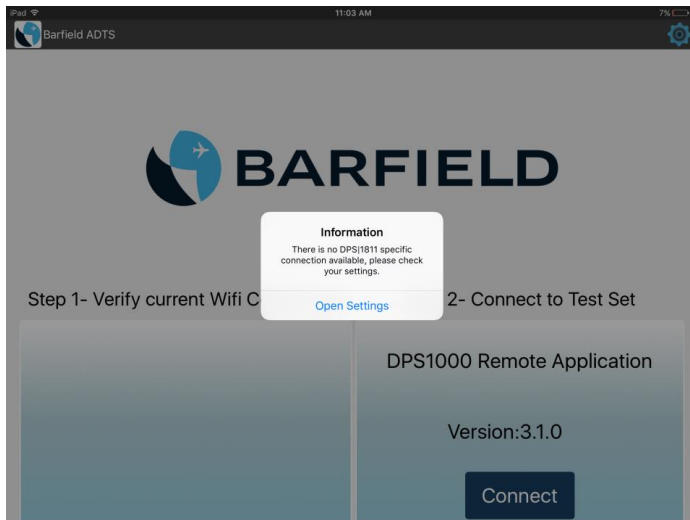 iPad 11:03 AM 7%
Barfield ADTS
BARFIELD
Information
There is no DPS|1811 specific
connection available, please check
your settings.
Open Settings
Step 1- Verify current Wifi C
2- Connect to Test Set
DPS1000 Remote Application
Version:3.1.0
Connect